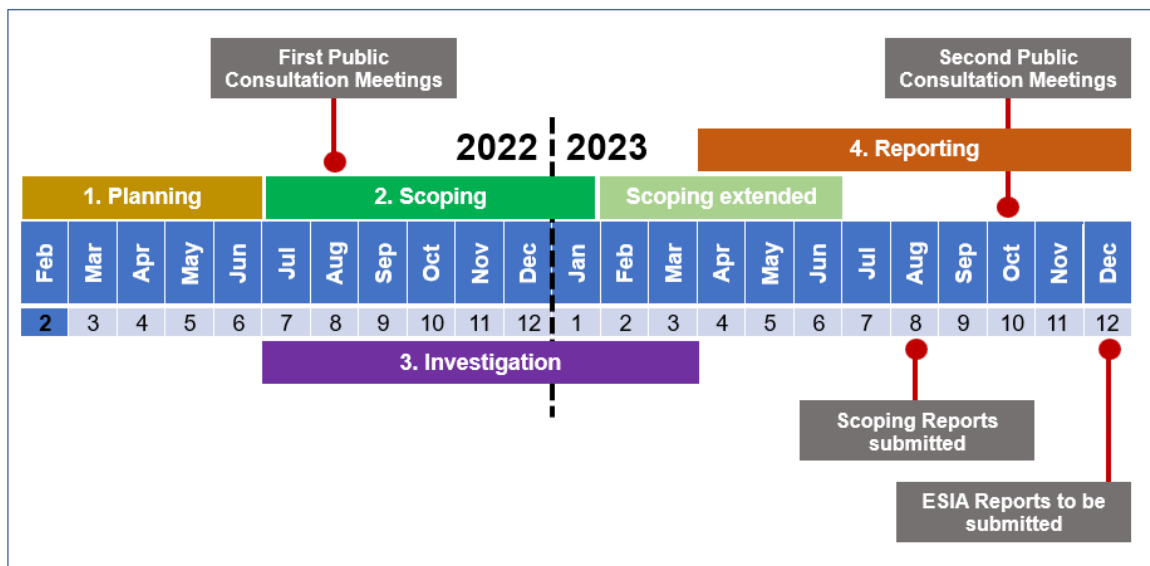 First Public
Consultation Meetings
Second Public
Consultation Meetings
2022 2023
4. Reporting
1. Planning 2. Scoping Scoping extended
Feb Mar Apr May Jun Jul Aug Sep Oct Nov Dec Jan Feb Mar Apr May Jun Jul Aug Sep Oct Nov Dec
2 3 4 5 6 7 8 9 10 11 12 1 2 3 4 5 6 7 8 9 10 11 12
3. Investigation
Scoping Reports
submitted
ESIA Reports to be
submitted